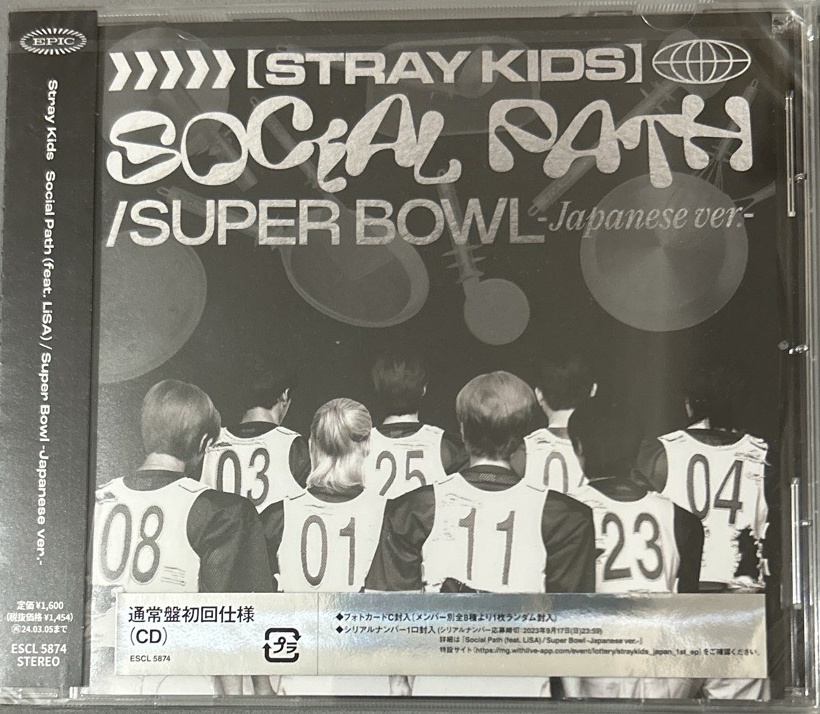 EPIC
Stray Kids Social Path (feat. LiSA) / Super Bowl -Japanese ver.-
定価 ¥1,600
(税抜価格 ¥1,454)
24.03.05まで
ESCL 5874
STEREO
【STRAY KIDS】
SOCiAL PATH
/SUPER BOWL -Japanese ver.-
03
25
0
04
08
01
11
23
通常盤初回仕様
(CD)
ESCL 5874
プラ
◆フォトカードC封入 [メンバー別全8種より1枚ランダム封入]
◆シリアルナンバー1口封入 (シリアルナンバー応募締切:2023年9月17日(日)23:59)
詳細は「Social Path (feat. LiSA) / Super Bowl -Japanese ver.-」
特設サイト (https://mg.withlive-app.com/event/lottery/straykids_japan_1st_ep) をご確認ください。